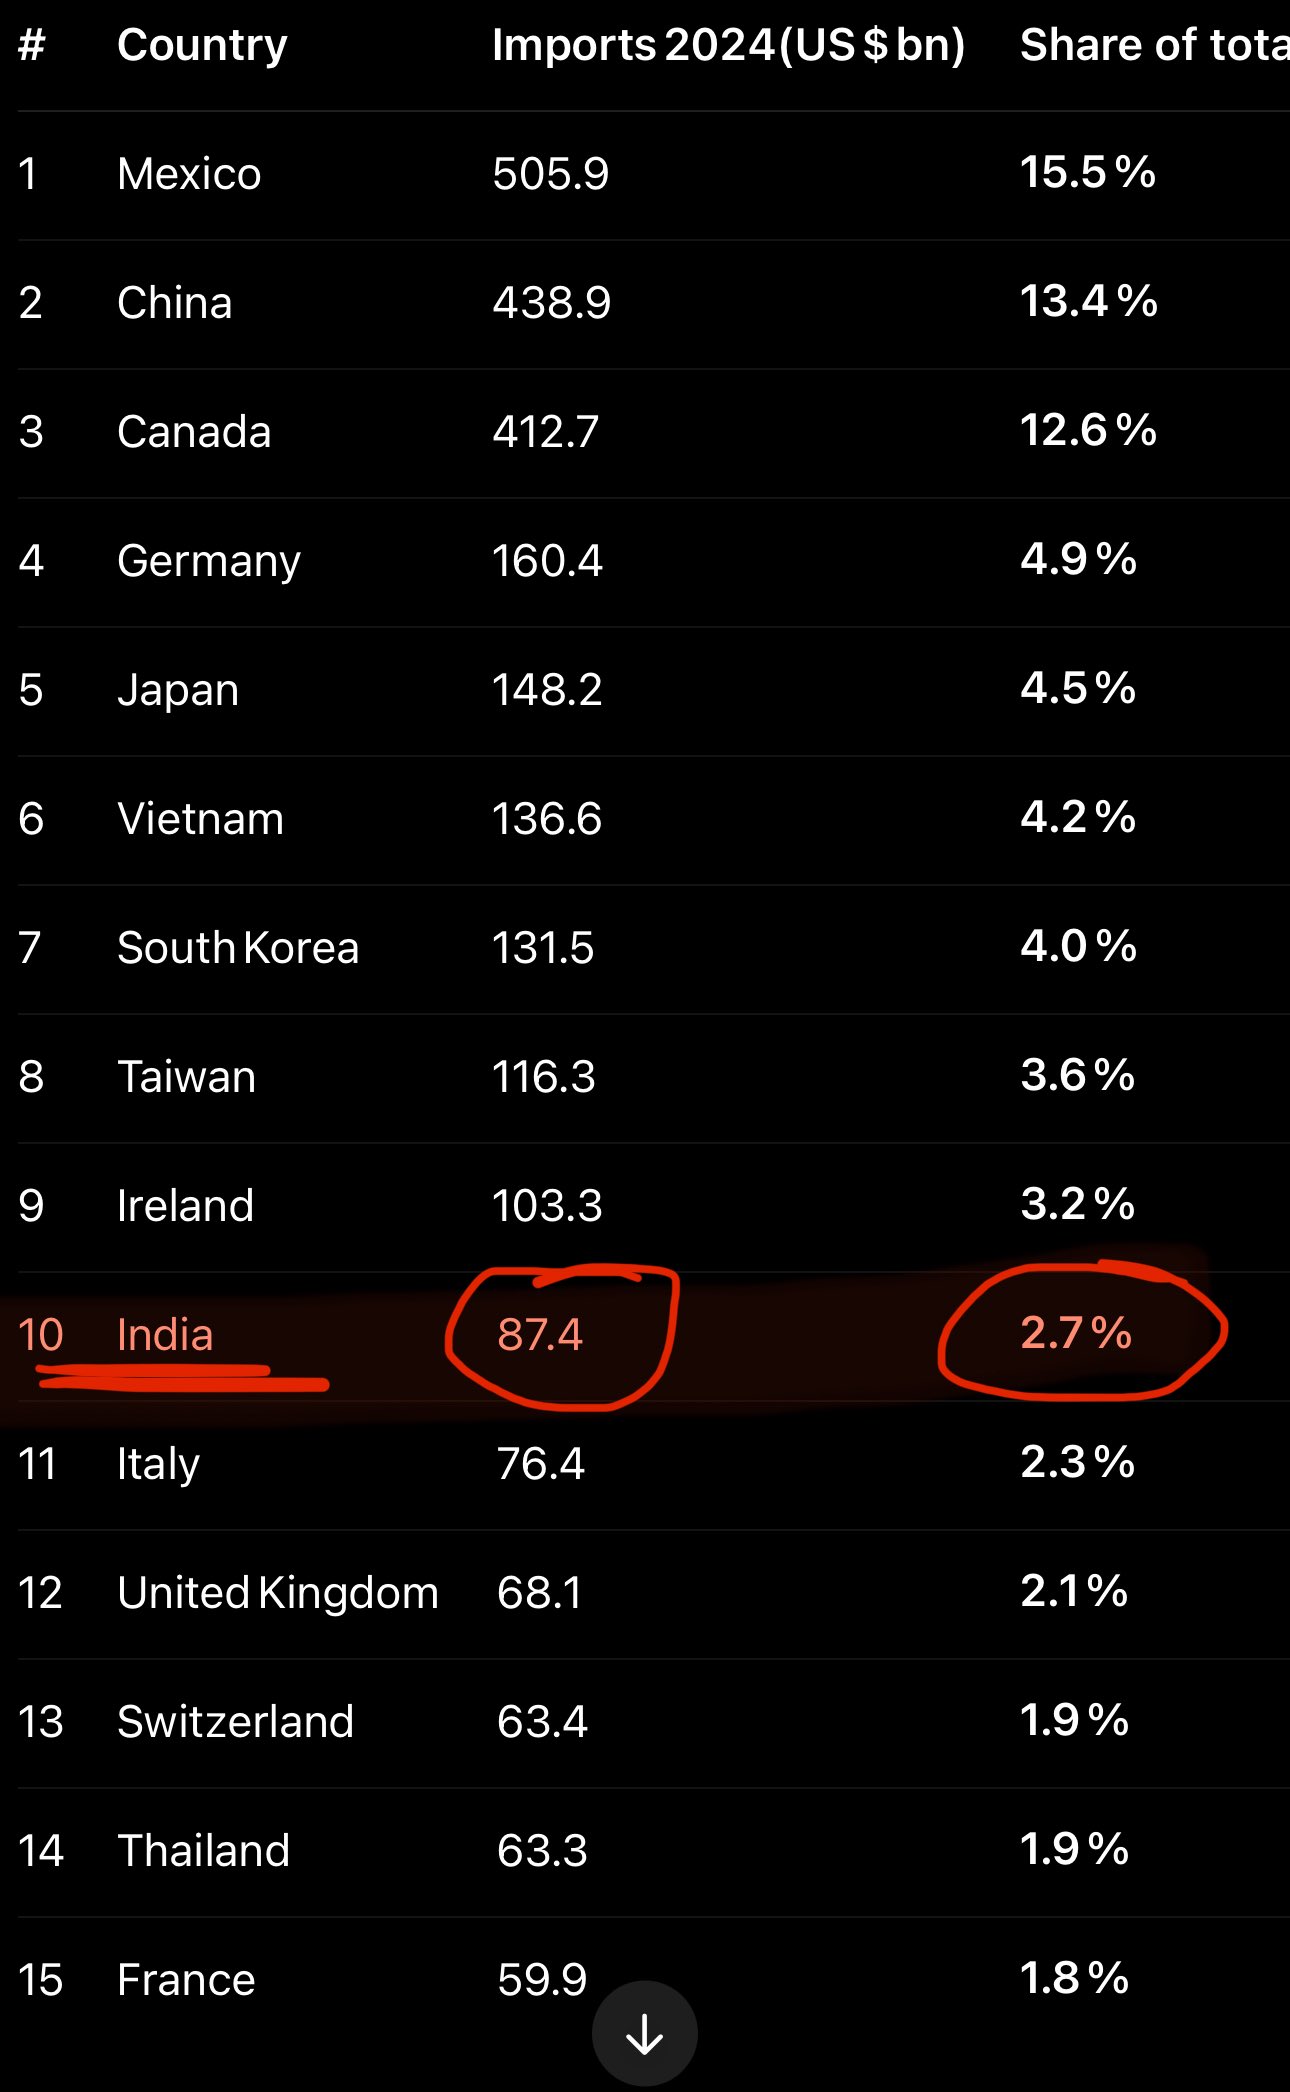 # Country Imports 2024 (US $ bn) Share of tota
1 Mexico 505.9 15.5 %
2 China 438.9 13.4 %
3 Canada 412.7 12.6 %
4 Germany 160.4 4.9 %
5 Japan 148.2 4.5 %
6 Vietnam 136.6 4.2 %
7 South Korea 131.5 4.0 %
8 Taiwan 116.3 3.6 %
9 Ireland 103.3 3.2 %
10 India 87.4 2.7 %
11 Italy 76.4 2.3 %
12 United Kingdom 68.1 2.1 %
13 Switzerland 63.4 1.9 %
14 Thailand 63.3 1.9 %
15 France 59.9 1.8 %